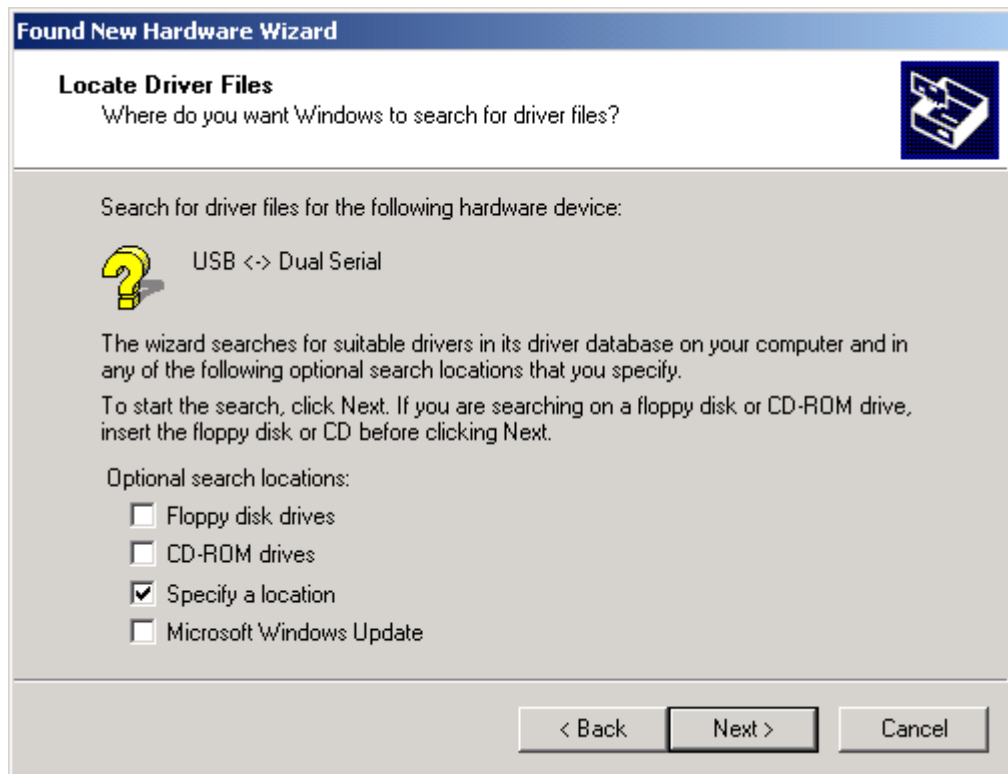 Found New Hardware Wizard
Locate Driver Files
Where do you want Windows to search for driver files?
Search for driver files for the following hardware device:
USB <-> Dual Serial
The wizard searches for suitable drivers in its driver database on your computer and in
any of the following optional search locations that you specify.
To start the search, click Next. If you are searching on a floppy disk or CD-ROM drive,
insert the floppy disk or CD before clicking Next.
Optional search locations:
Floppy disk drives
CD-ROM drives
Specify a location
Microsoft Windows Update
< Back
Next >
Cancel